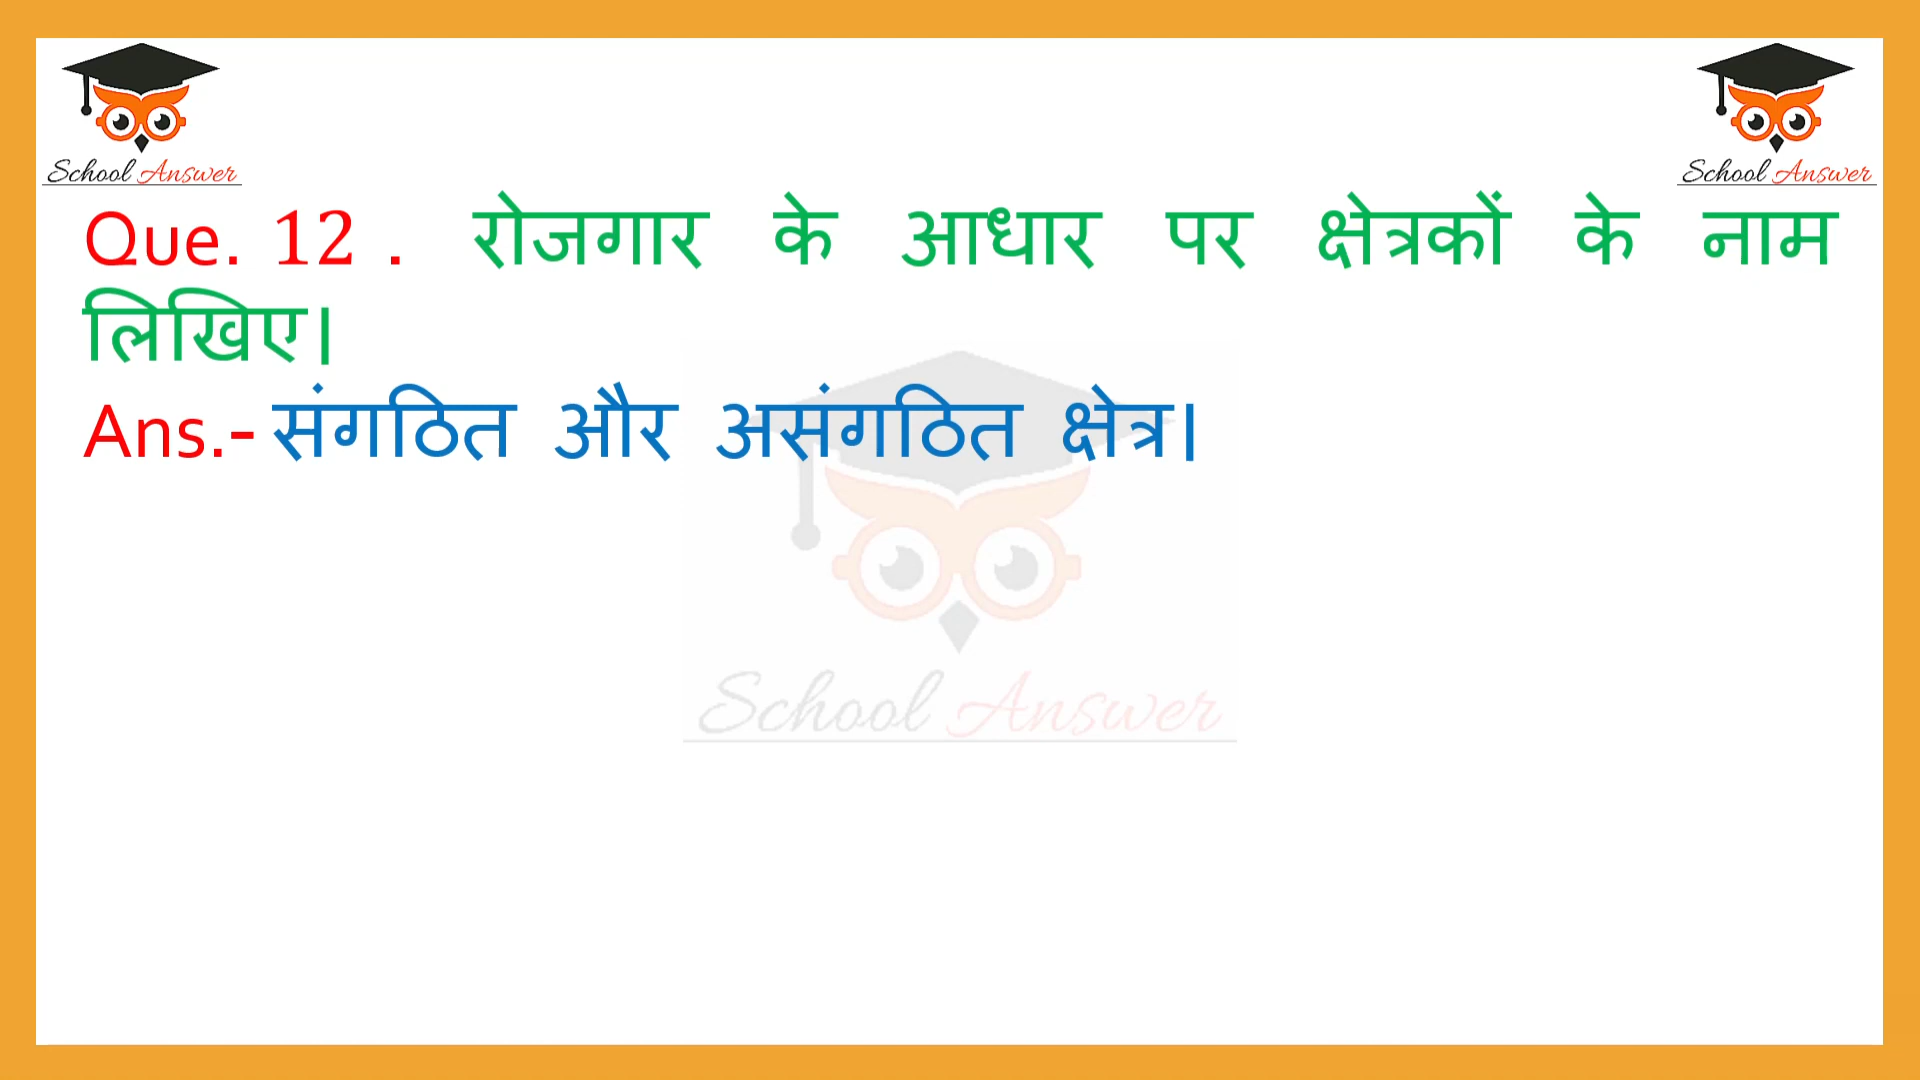 School Answer
School Answer
Que. 12 . रोजगार के आधार पर क्षेत्रकों के नाम
लिखिए।
Ans.- संगठित और असंगठित क्षेत्र।
School Answer